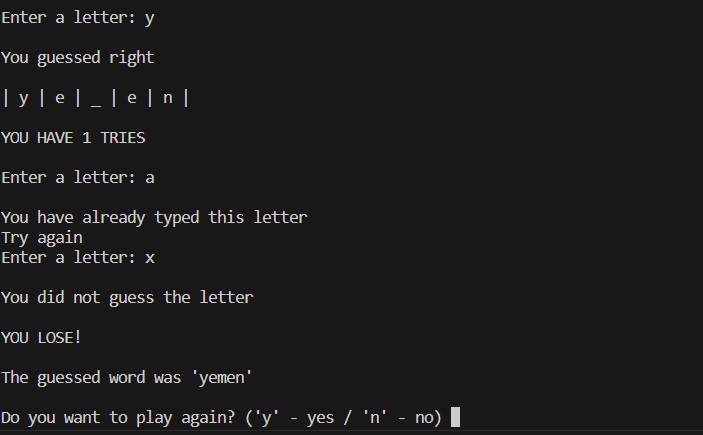 Enter a letter: y
You guessed right
| y | e | _ | e | n |
YOU HAVE 1 TRIES
Enter a letter: a
You have already typed this letter
Try again
Enter a letter: x
You did not guess the letter
YOU LOSE!
The guessed word was 'yemen'
Do you want to play again? ('y' - yes / 'n' - no)